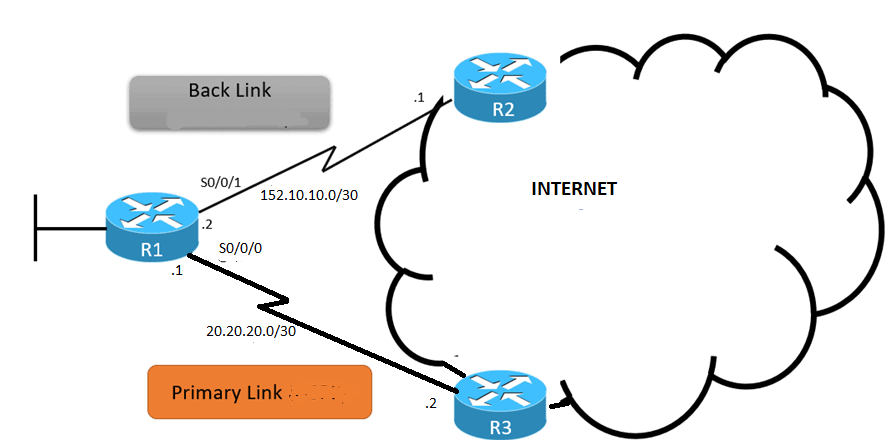 Back Link
.1
R2
S0/0/1
152.10.10.0/30
INTERNET
.2
R1
S0/0/0
.1
20.20.20.0/30
Primary Link
.2
R3